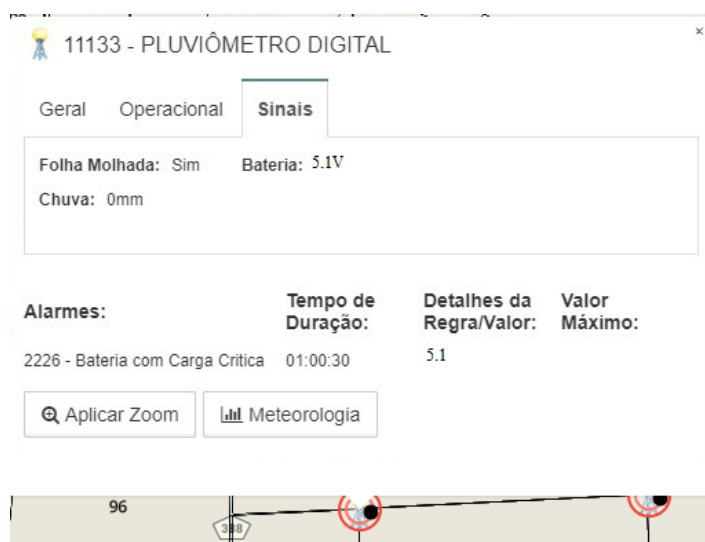 11133 - PLUVIÔMETRO DIGITAL
×
Geral Operacional Sinais
Folha Molhada: Sim Bateria: 5.1V
Chuva: 0mm
Alarmes: Tempo de Duração: Detalhes da Regra/Valor: Valor Máximo:
2226 - Bateria com Carga Critica 01:00:30 5.1
Aplicar Zoom Meteorologia
96
388